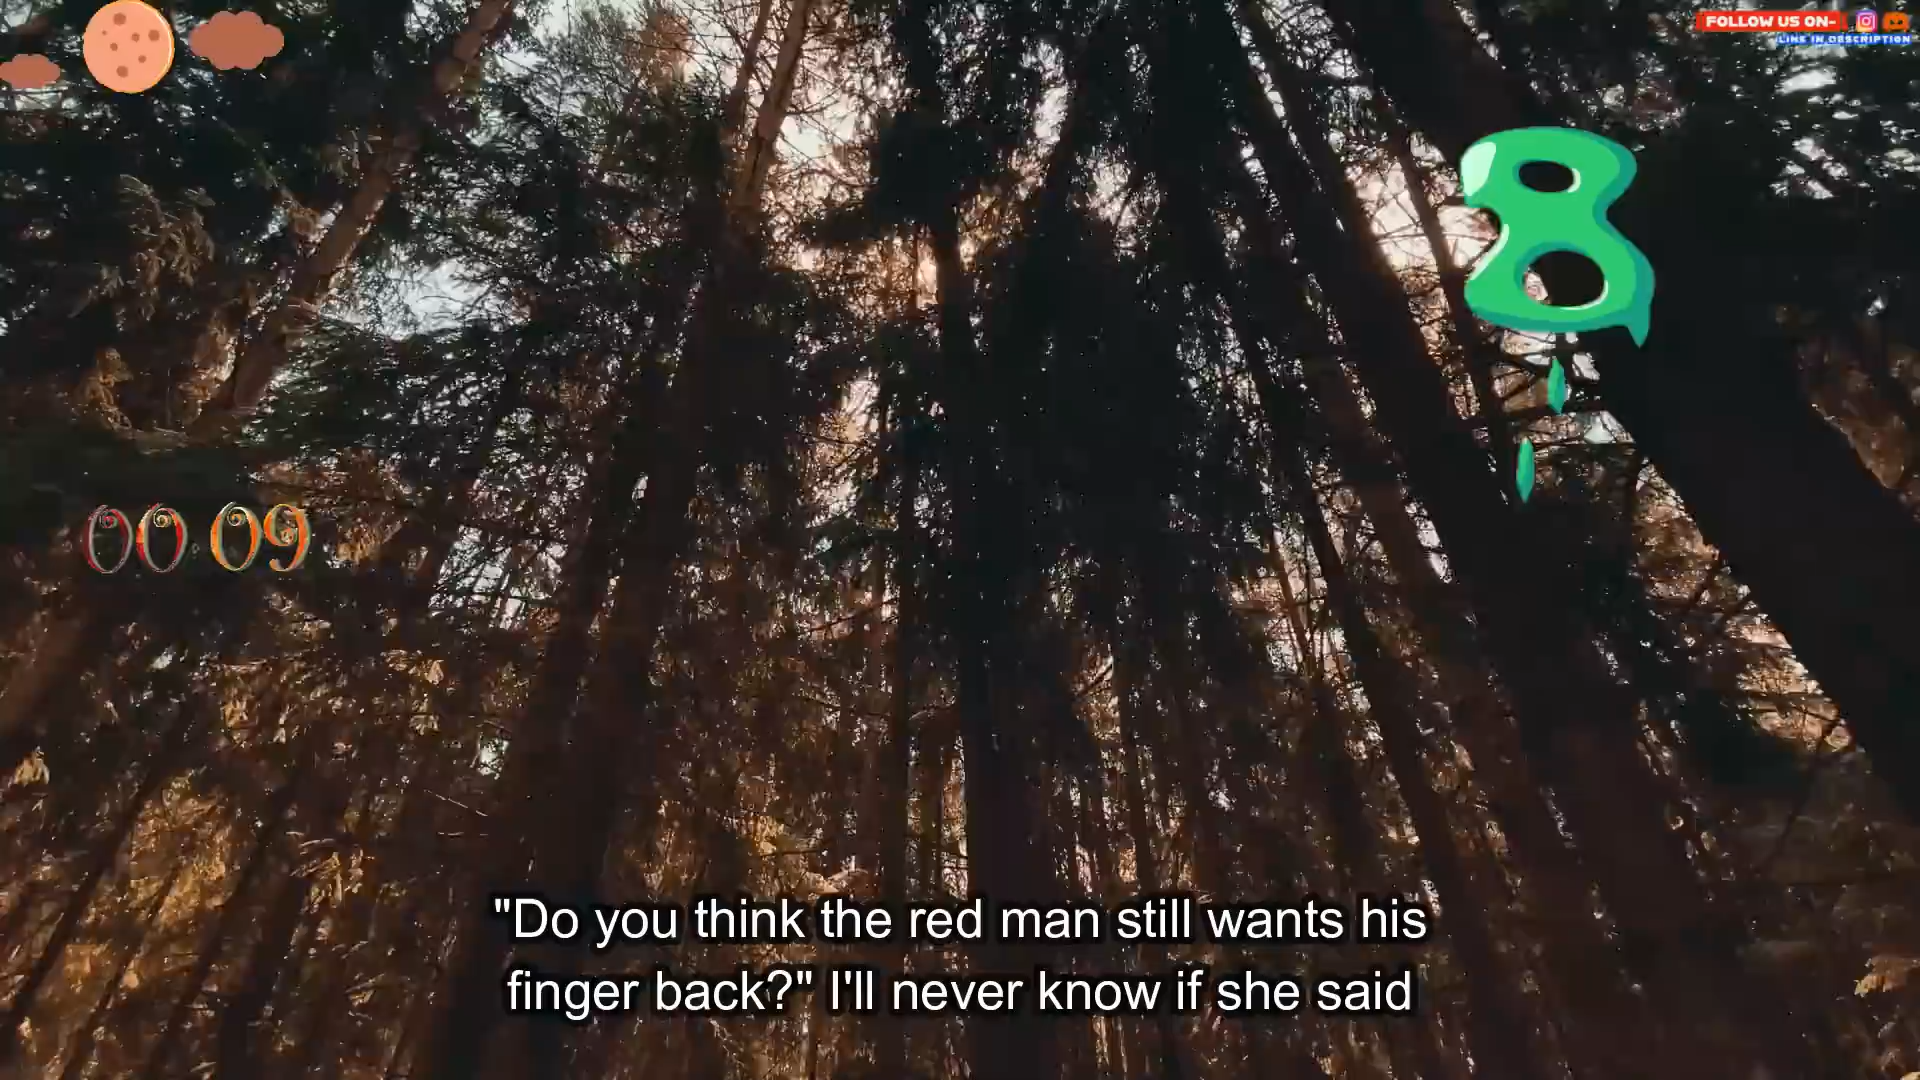 FOLLOW US ON-
LINK IN DESCRIPTION
8
00:09
"Do you think the red man still wants his
finger back?" I'll never know if she said